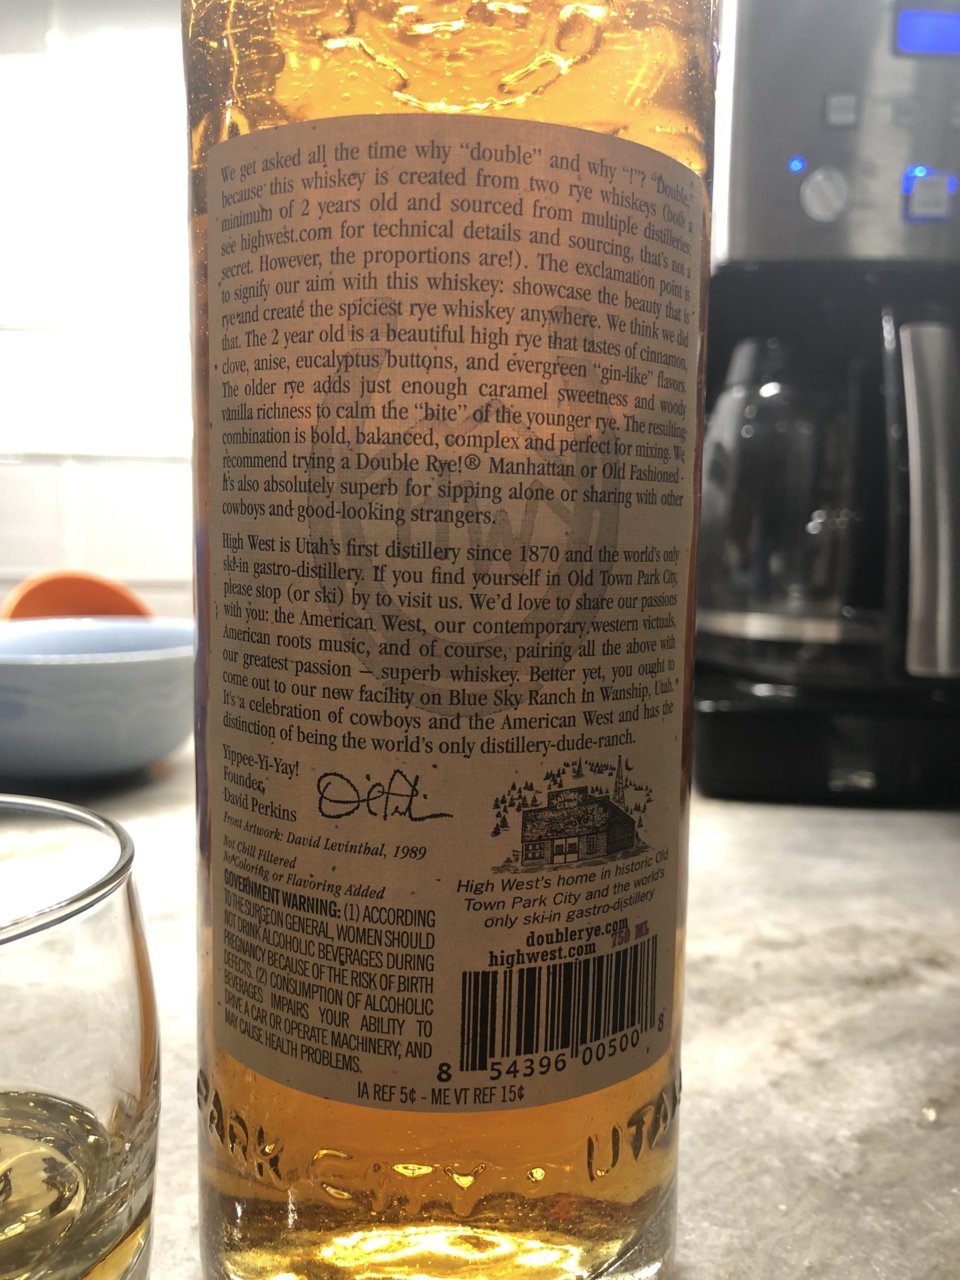 We get asked all the time why “double” and why “!”? “Double,”
because this whiskey is created from two rye whiskeys (both a
minimum of 2 years old and sourced from multiple distilleries;
see highwest.com for technical details and sourcing, that's not a
secret. However, the proportions are!). The exclamation point is
to signify our aim with this whiskey: showcase the beauty that is
rye and create the spiciest rye whiskey anywhere. We think we did
that. The 2 year old is a beautiful high rye that tastes of cinnamon,
clove, anise, eucalyptus buttons, and evergreen “gin-like” flavors.
The older rye adds just enough caramel sweetness and woody
vanilla richness to calm the “bite” of the younger rye. The resulting
combination is bold, balanced, complex and perfect for mixing. We
recommend trying a Double Rye!® Manhattan or Old Fashioned -
it's also absolutely superb for sipping alone or sharing with other
cowboys and good-looking strangers.
High West is Utah's first distillery since 1870 and the world's only
ski-in gastro-distillery. If you find yourself in Old Town Park City,
please stop (or ski) by to visit us. We'd love to share our passions
with you: the American West, our contemporary western victuals,
American roots music, and of course, pairing all the above with
our greatest passion – superb whiskey. Better yet, you ought to
come out to our new facility on Blue Sky Ranch in Wanship, Utah.
It's a celebration of cowboys and the American West and has the
distinction of being the world's only distillery-dude-ranch.
Yippee-Yi-Yay!
Founder,
David Perkins
Front Artwork: David Levinthal, 1989
Not Chill Filtered
No Coloring or Flavoring Added
GOVERNMENT WARNING: (1) ACCORDING
TO THE SURGEON GENERAL, WOMEN SHOULD
NOT DRINK ALCOHOLIC BEVERAGES DURING
PREGNANCY BECAUSE OF THE RISK OF BIRTH
DEFECTS. (2) CONSUMPTION OF ALCOHOLIC
BEVERAGES IMPAIRS YOUR ABILITY TO
DRIVE A CAR OR OPERATE MACHINERY, AND
MAY CAUSE HEALTH PROBLEMS.
High West's home in historic Old
Town Park City and the world's
only ski-in gastro-distillery
doublerye.com
highwest.com 750 ML
8 54396 00500 8
IA REF 5¢ - ME VT REF 15¢
PARK CITY UTAH